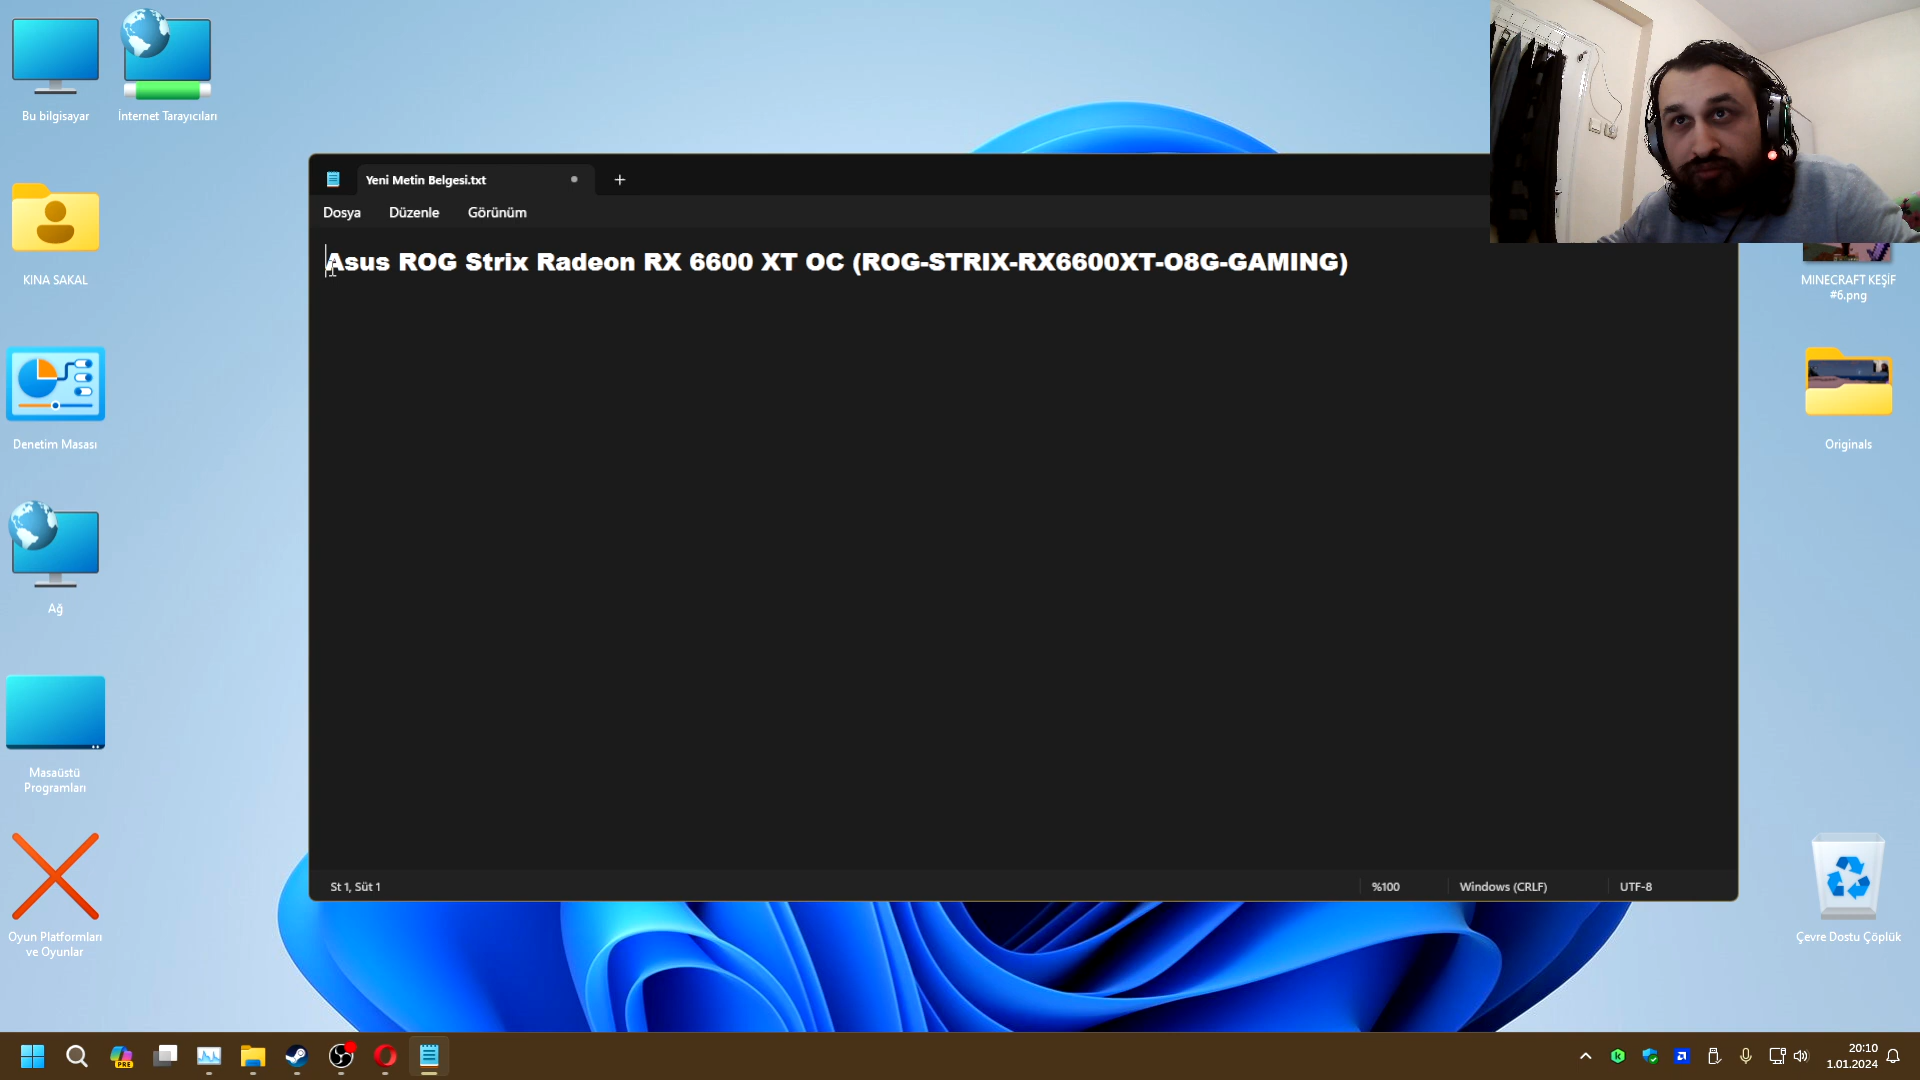 Bu bilgisayar
İnternet Tarayıcıları
KINA SAKAL
Denetim Masası
Ağ
Masaüstü
Programları
Oyun Platformları
ve Oyunlar
Yeni Metin Belgesi.txt
Dosya Düzenle Görünüm
Asus ROG Strix Radeon RX 6600 XT OC (ROG-STRIX-RX6600XT-O8G-GAMING)
St 1, Süt 1 %100 Windows (CRLF) UTF-8
MINECRAFT KEŞİF
#6.png
Originals
Çevre Dostu Çöplük
PRE
20:10
1.01.2024